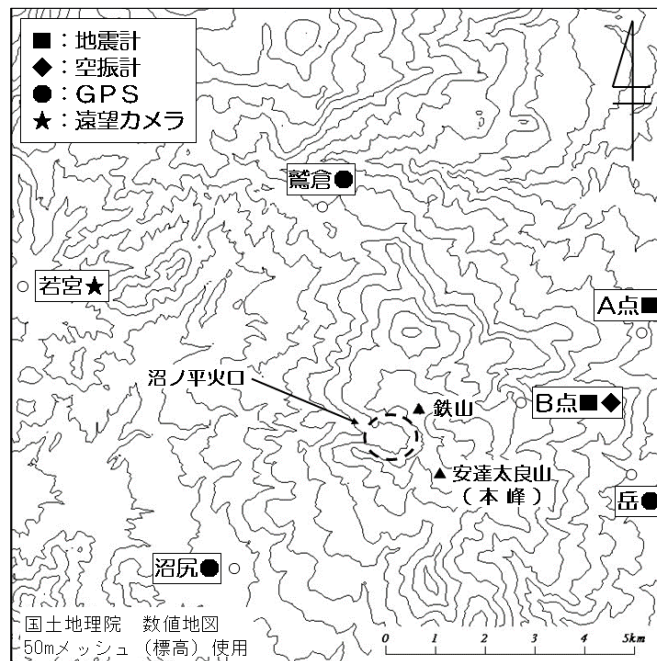 ■：地震計
◆：空振計
●：GPS
★：遠望カメラ
鷲倉●
若宮★
A点■
沼ノ平火口
鉄山
B点■◆
安達太良山
（本峰）
岳●
沼尻●
国土地理院 数値地図
50mメッシュ（標高）使用
0 1 2 3 4 5km